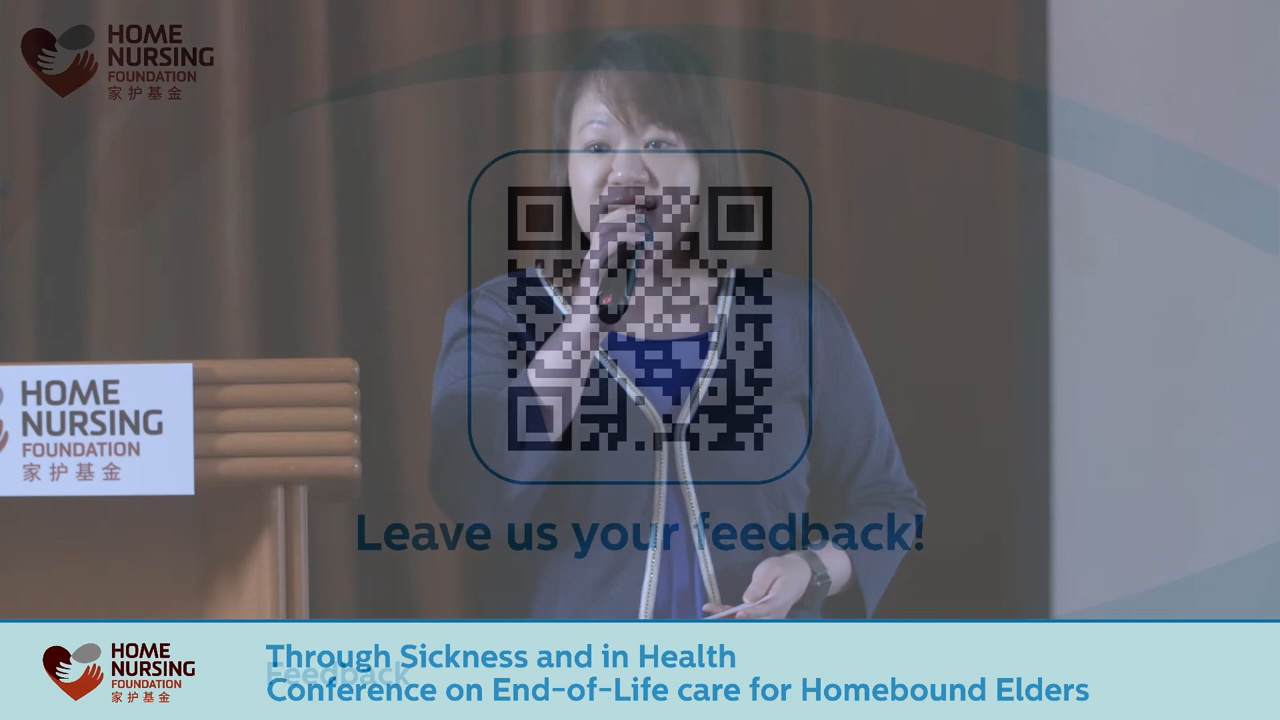 HOME
NURSING
FOUNDATION
家护基金
HOME
NURSING
FOUNDATION
家护基金
Leave us your feedback!
HOME
NURSING
FOUNDATION
家护基金
Through Sickness and in Health
Feedback
Conference on End-of-Life care for Homebound Elders